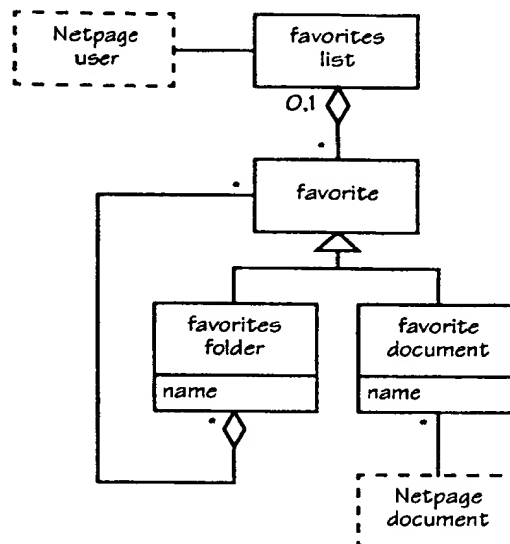 Netpage
user
favorites
list
0,1
*
*
favorite
favorites
folder
name
*
favorite
document
name
*
Netpage
document